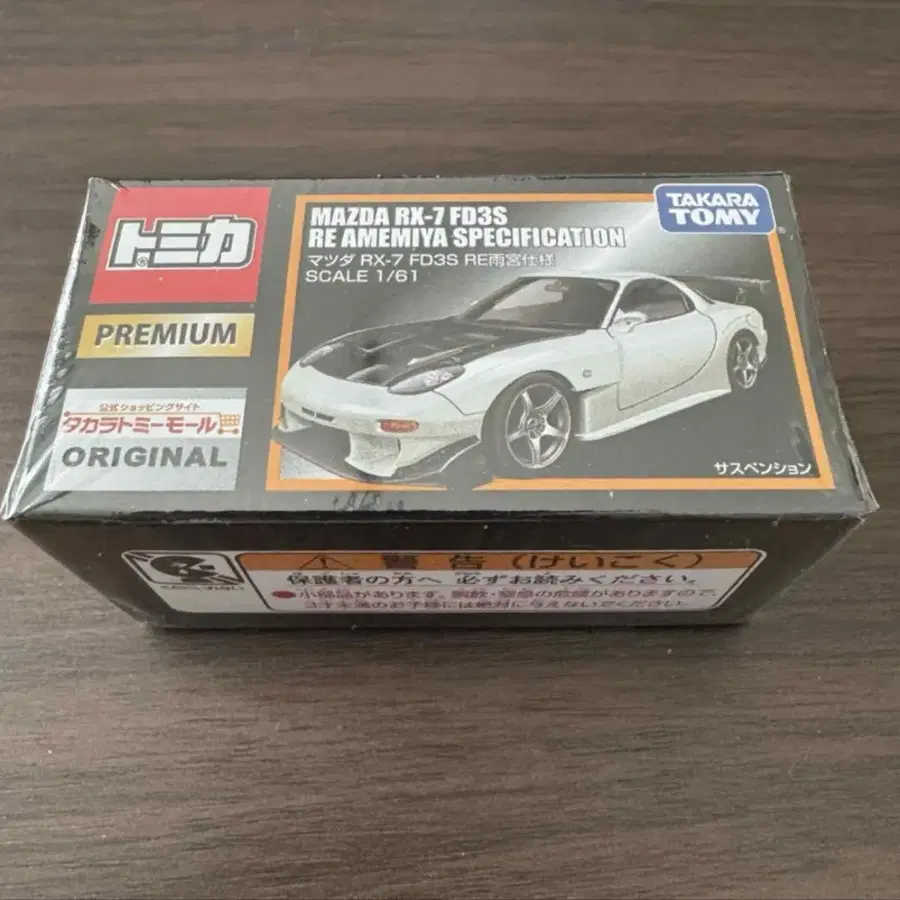 トミカ®
PREMIUM
公式ショッピングサイト
タカラトミーモール
ORIGINAL
MAZDA RX-7 FD3S
RE AMEMIYA SPECIFICATION
マツダ RX-7 FD3S RE雨宮仕様
SCALE 1/61
TAKARA
TOMY
サスペンション
警告(けいこく)
保護者の方へ 必ずお読みください。
●小部品があります。誤飲・窒息の危険がありますので、
3才未満のお子様には絶対に与えないでください。